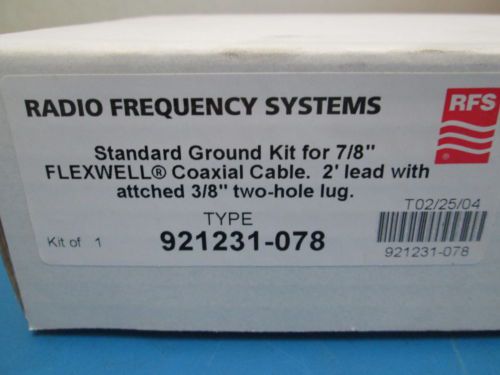 RADIO FREQUENCY SYSTEMS
RFS
®
Standard Ground Kit for 7/8"
FLEXWELL® Coaxial Cable. 2' lead with
attched 3/8" two-hole lug.
T02/25/04
TYPE
Kit of 1
921231-078
921231-078